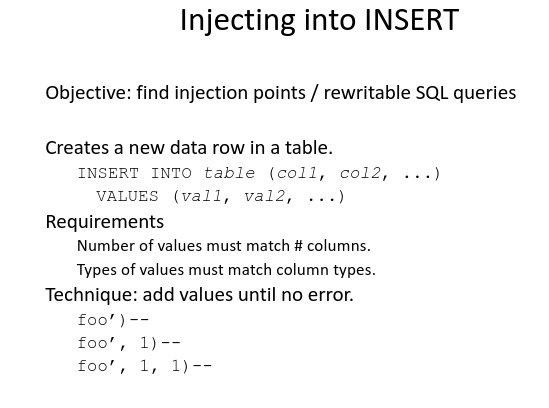 Injecting into INSERT
Objective: find injection points / rewritable SQL queries
Creates a new data row in a table.
INSERT INTO table (col1, col2, ...)
VALUES (val1, val2, ...)
Requirements
Number of values must match # columns.
Types of values must match column types.
Technique: add values until no error.
foo’)--
foo’, 1)--
foo’, 1, 1)--